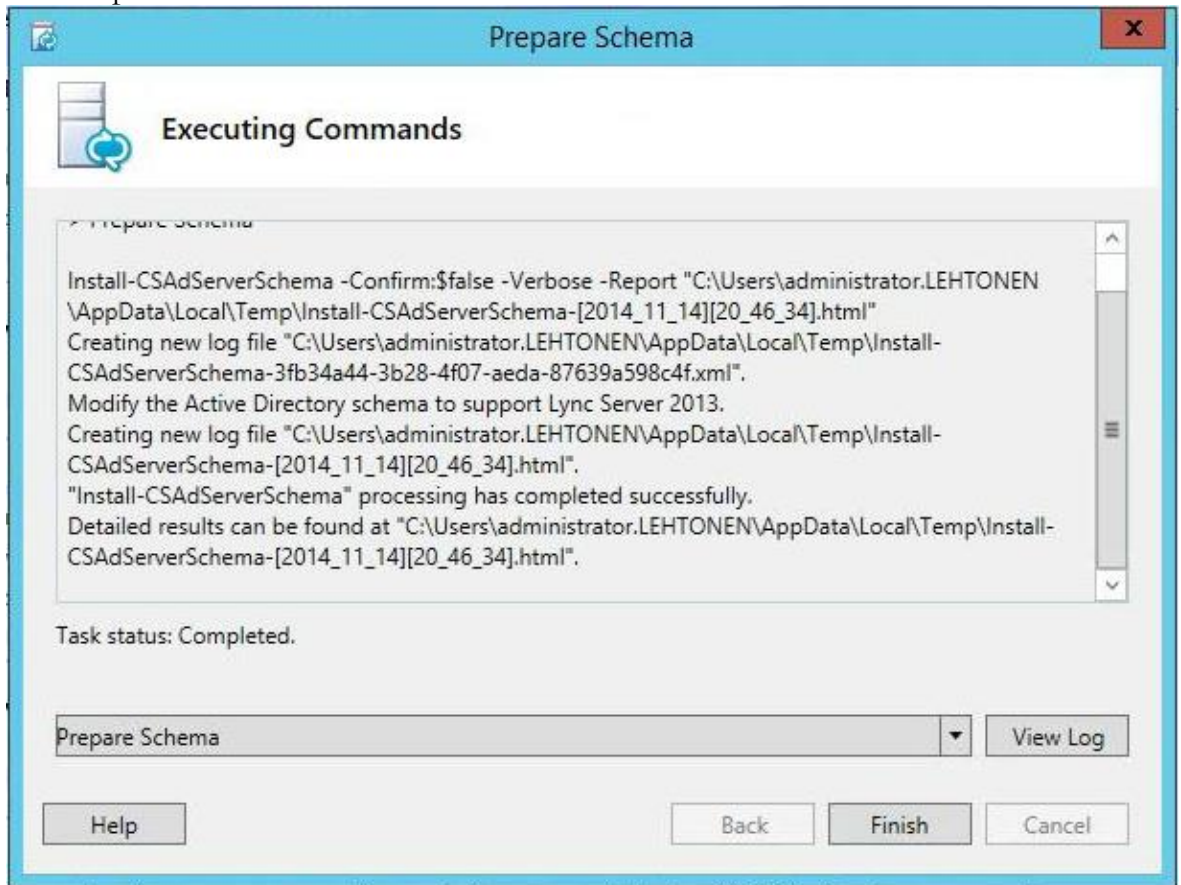 Prepare Schema
X
Executing Commands
> Prepare Schema
Install-CSAdServerSchema -Confirm:$false -Verbose -Report "C:\Users\administrator.LEHTONEN
\AppData\Local\Temp\Install-CSAdServerSchema-[2014_11_14][20_46_34].html"
Creating new log file "C:\Users\administrator.LEHTONEN\AppData\Local\Temp\Install-
CSAdServerSchema-3fb34a44-3b28-4f07-aeda-87639a598c4f.xml".
Modify the Active Directory schema to support Lync Server 2013.
Creating new log file "C:\Users\administrator.LEHTONEN\AppData\Local\Temp\Install-
CSAdServerSchema-[2014_11_14][20_46_34].html".
"Install-CSAdServerSchema" processing has completed successfully.
Detailed results can be found at "C:\Users\administrator.LEHTONEN\AppData\Local\Temp\Install-
CSAdServerSchema-[2014_11_14][20_46_34].html".
Task status: Completed.
Prepare Schema
View Log
Help
Back
Finish
Cancel